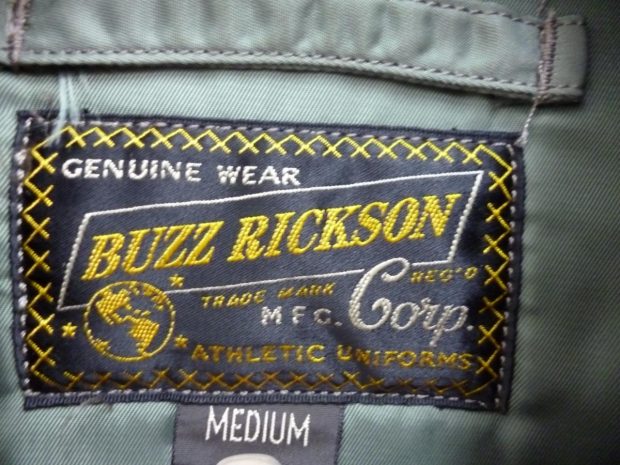 GENUINE WEAR
BUZZ RICKSON
TRADE MARK REG'D
MFG. Corp.
ATHLETIC UNIFORMS
MEDIUM